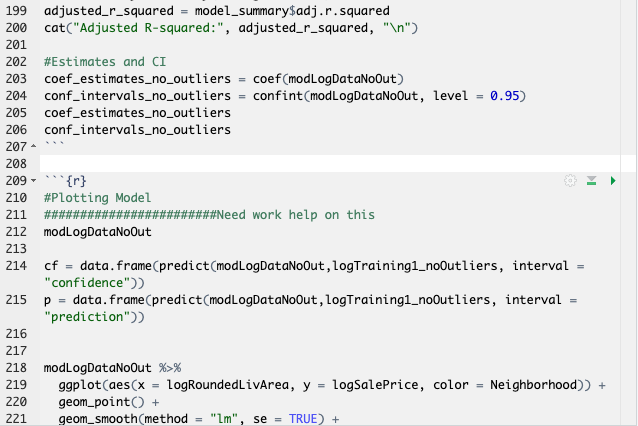 199 adjusted_r_squared = model_summary$adj.r.squared
200 cat("Adjusted R-squared:", adjusted_r_squared, "\n")
201
202 #Estimates and CI
203 coef_estimates_no_outliers = coef(modLogDataNoOut)
204 conf_intervals_no_outliers = confint(modLogDataNoOut, level = 0.95)
205 coef_estimates_no_outliers
206 conf_intervals_no_outliers
207 ```
208
209 ```{r}
210 #Plotting Model
211 ########################Need work help on this
212 modLogDataNoOut
213
214 cf = data.frame(predict(modLogDataNoOut,logTraining1_noOutliers, interval =
"confidence"))
215 p = data.frame(predict(modLogDataNoOut,logTraining1_noOutliers, interval =
"prediction"))
216
217
218 modLogDataNoOut %>%
219 ggplot(aes(x = logRoundedLivArea, y = logSalePrice, color = Neighborhood)) +
220 geom_point() +
221 geom_smooth(method = "lm", se = TRUE) +